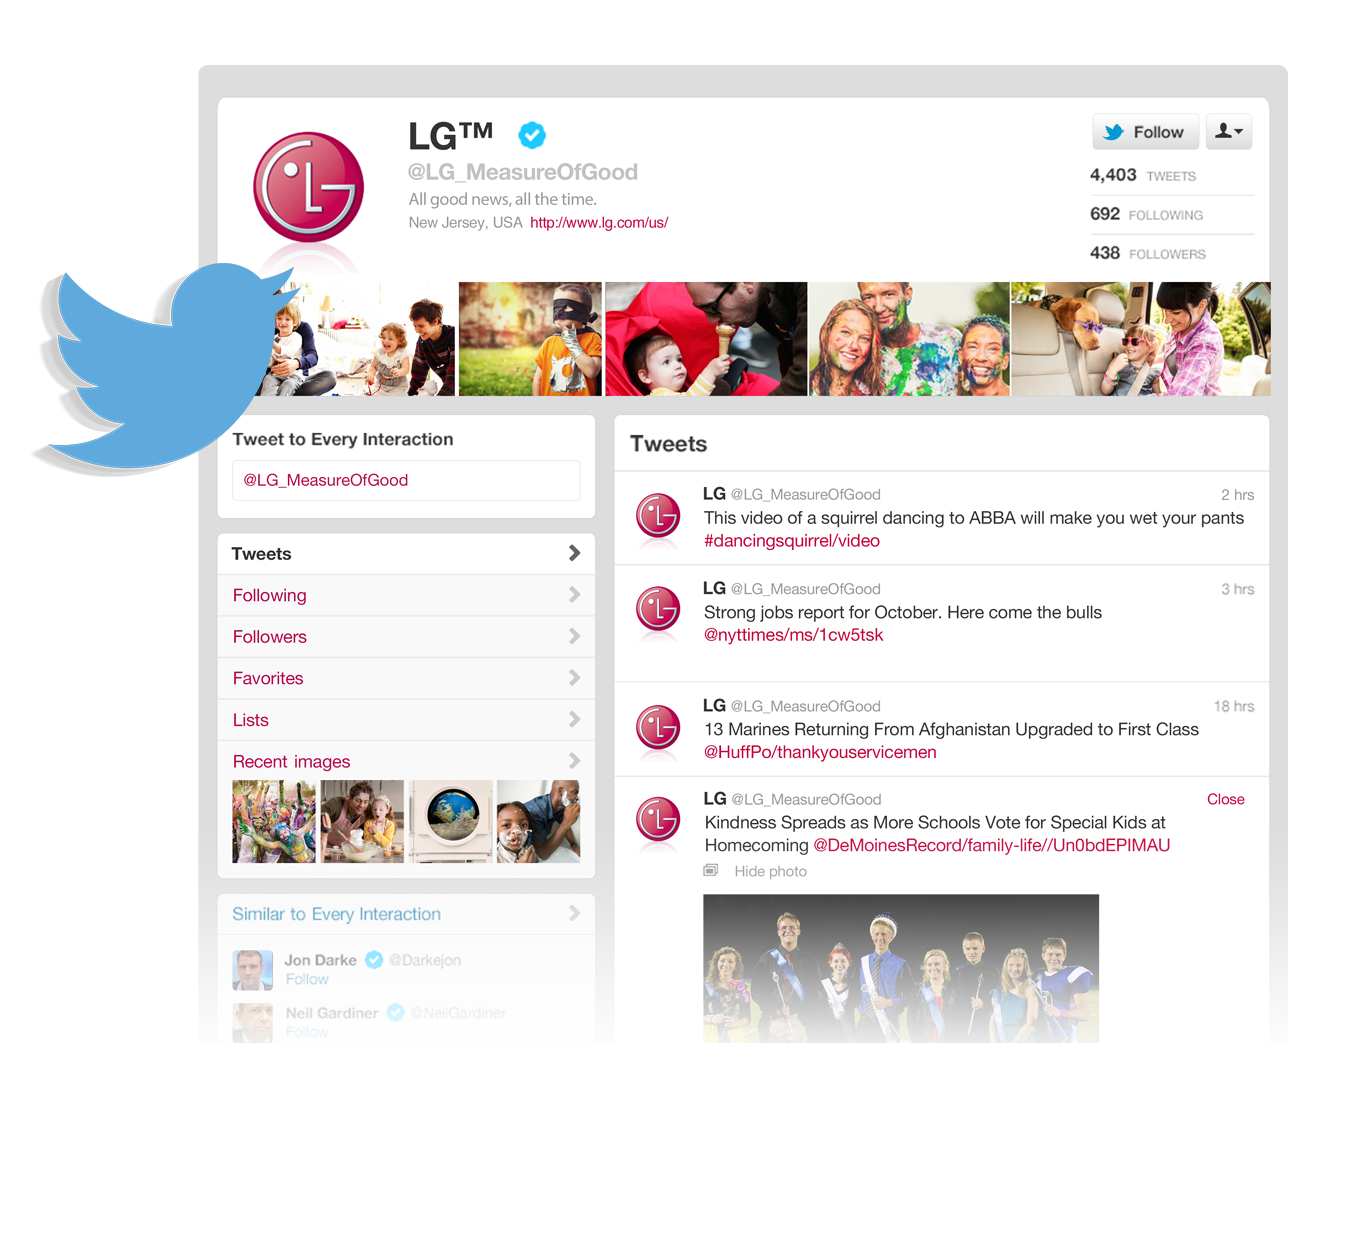 LG™
@LG_MeasureOfGood
All good news, all the time.
New Jersey, USA http://www.lg.com/us/
Follow
4,403 TWEETS
692 FOLLOWING
438 FOLLOWERS
Tweet to Every Interaction
@LG_MeasureOfGood
Tweets
Following
Followers
Favorites
Lists
Recent images
Similar to Every Interaction
Jon Darke @Darkejon
Follow
Neil Gardiner @NeilGardiner
Follow
Tweets
LG @LG_MeasureOfGood 2 hrs
This video of a squirrel dancing to ABBA will make you wet your pants
#dancingsquirrel/video
LG @LG_MeasureOfGood 3 hrs
Strong jobs report for October. Here come the bulls
@nytimes/ms/1cw5tsk
LG @LG_MeasureOfGood 18 hrs
13 Marines Returning From Afghanistan Upgraded to First Class
@HuffPo/thankyouservicemen
LG @LG_MeasureOfGood Close
Kindness Spreads as More Schools Vote for Special Kids at
Homecoming @DeMoinesRecord/family-life//Un0bdEPIMAU
Hide photo